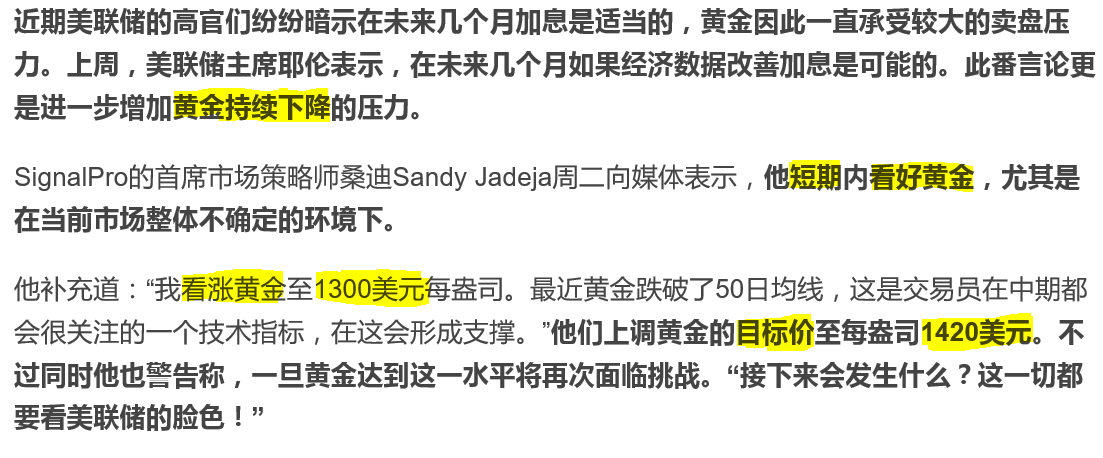 近期美联储的高官们纷纷暗示在未来几个月加息是适当的，黄金因此一直承受较大的卖盘压
力。上周，美联储主席耶伦表示，在未来几个月如果经济数据改善加息是可能的。此番言论更
是进一步增加黄金持续下降的压力。
SignalPro的首席市场策略师桑迪Sandy Jadeja周二向媒体表示，他短期内看好黄金，尤其是
在当前市场整体不确定的环境下。
他补充道：“我看涨黄金至1300美元每盎司。最近黄金跌破了50日均线，这是交易员在中期都
会很关注的一个技术指标，在这会形成支撑。”他们上调黄金的目标价至每盎司1420美元。不
过同时他也警告称，一旦黄金达到这一水平将再次面临挑战。“接下来会发生什么？这一切都
要看美联储的脸色！”